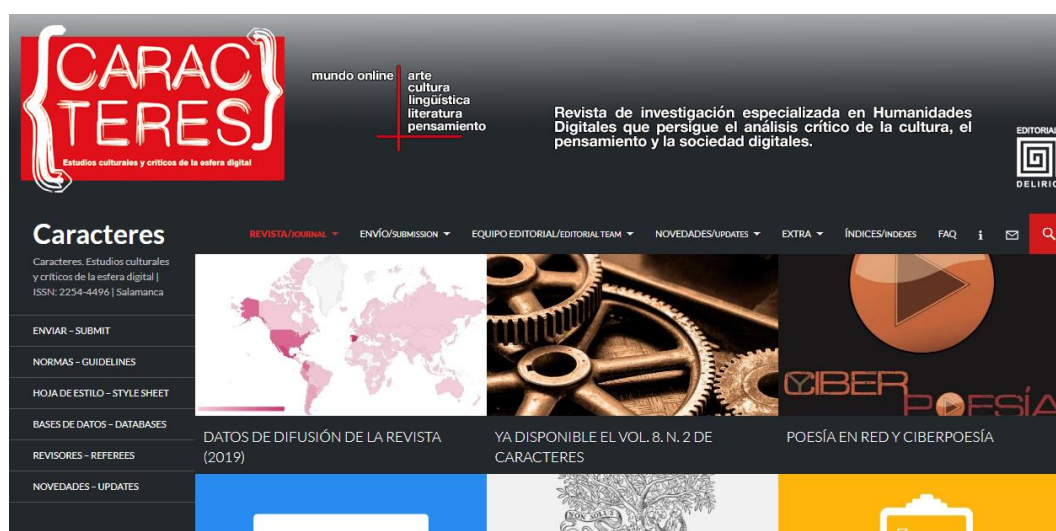 {CARAC
TERES}
Estudios culturales y críticos de la esfera digital
mundo online
arte
cultura
lingüística
literatura
pensamiento
Revista de investigación especializada en Humanidades
Digitales que persigue el análisis crítico de la cultura, el
pensamiento y la sociedad digitales.
EDITORIAL
DELIRIO
Caracteres
Caracteres. Estudios culturales
y críticos de la esfera digital |
ISSN: 2254-4496 | Salamanca
REVISTA/JOURNAL
ENVÍO/SUBMISSION
EQUIPO EDITORIAL/EDITORIAL TEAM
NOVEDADES/UPDATES
EXTRA
ÍNDICES/INDEXES
FAQ
ENVIAR – SUBMIT
NORMAS – GUIDELINES
HOJA DE ESTILO – STYLE SHEET
BASES DE DATOS – DATABASES
REVISORES – REFEREES
NOVEDADES – UPDATES
CIBER
POESÍA
DATOS DE DIFUSIÓN DE LA REVISTA
(2019)
YA DISPONIBLE EL VOL. 8. N. 2 DE
CARACTERES
POESÍA EN RED Y CIBERPOESÍA
NON SOLUS